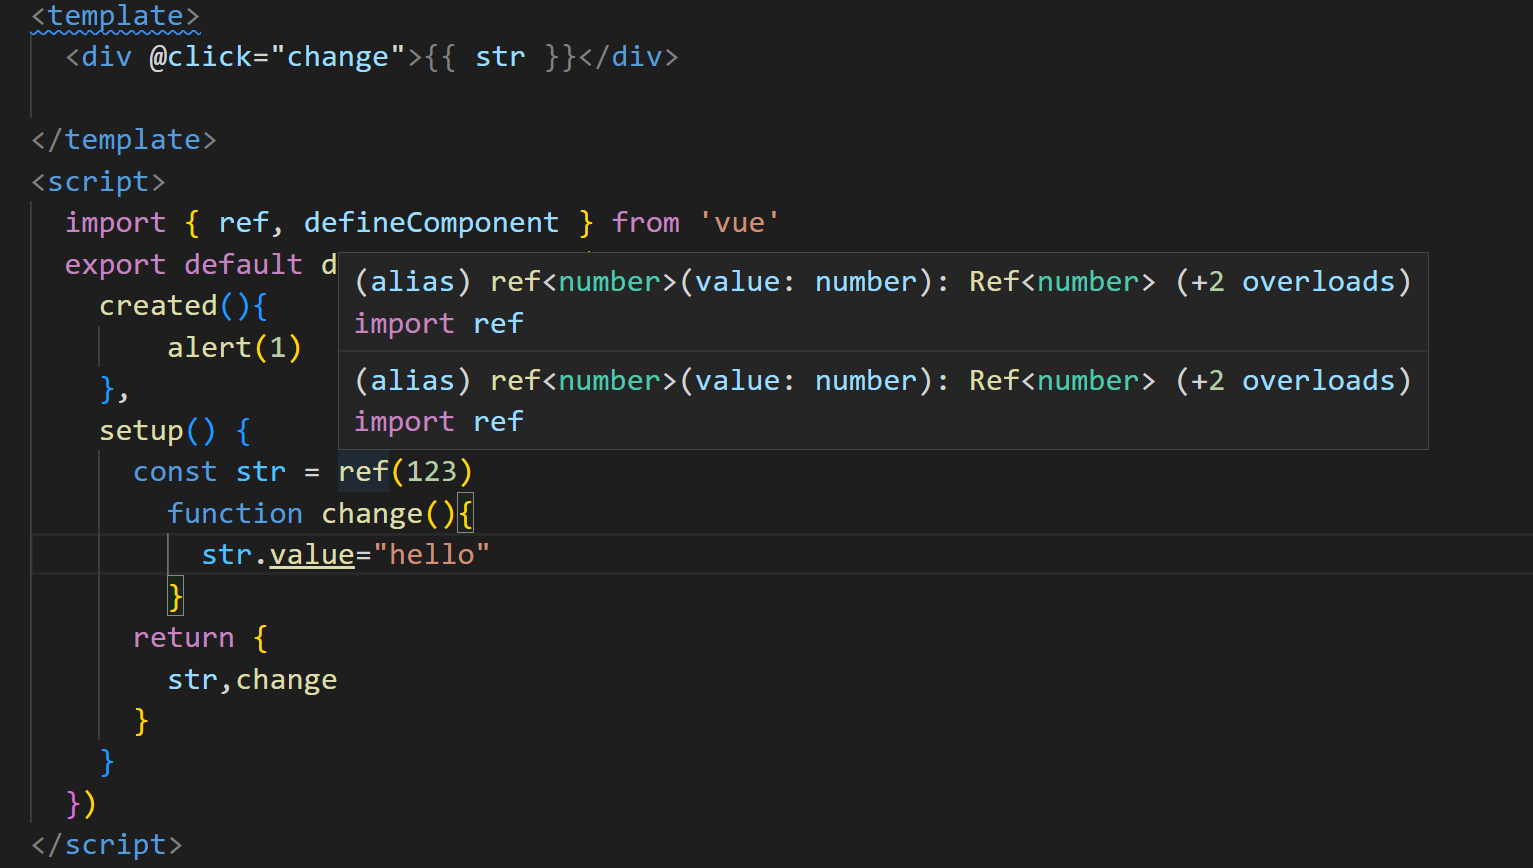 <template>
  <div @click="change">{{ str }}</div>
</template>
<script>
  import { ref, defineComponent } from 'vue'
  export default d
(alias) ref<number>(value: number): Ref<number> (+2 overloads)
import ref
(alias) ref<number>(value: number): Ref<number> (+2 overloads)
import ref
    created(){
        alert(1)
    },
    setup() {
      const str = ref(123)
        function change(){
          str.value="hello"
        }
      return {
        str,change
      }
    }
  })
</script>